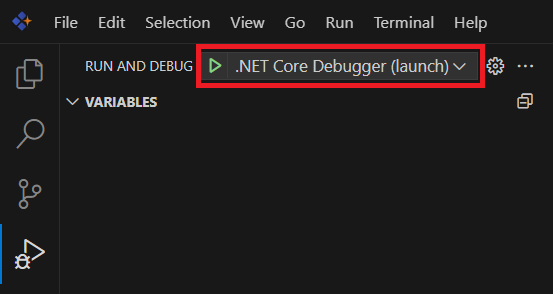 File Edit Selection View Go Run Terminal Help
RUN AND DEBUG .NET Core Debugger (launch)
VARIABLES